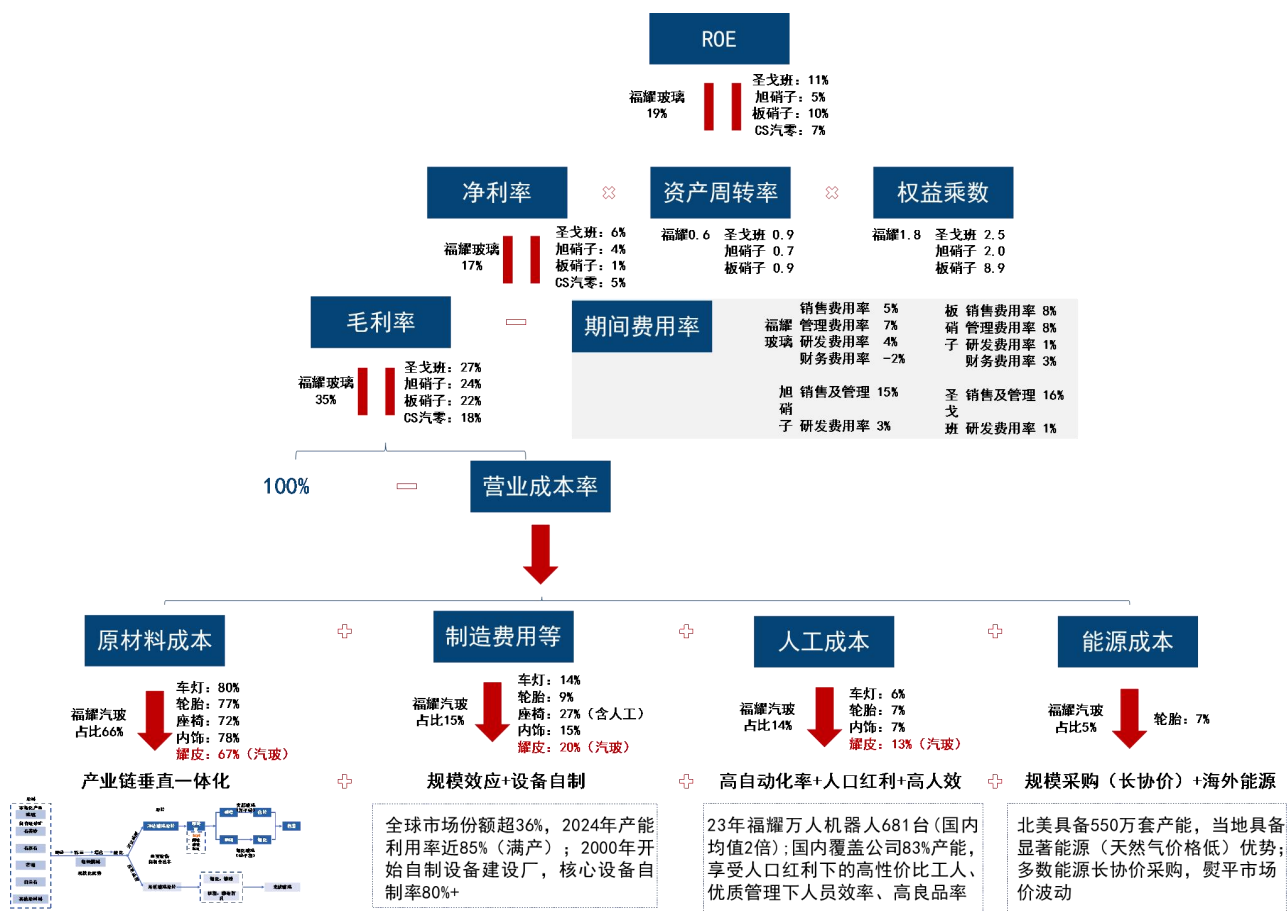 ROE
福耀玻璃
19%
圣戈班: 11%
旭硝子: 5%
板硝子: 10%
CS汽零: 7%
净利率
资产周转率
权益乘数
福耀玻璃
17%
圣戈班: 6%
旭硝子: 4%
板硝子: 1%
CS汽零: 5%
福耀0.6
圣戈班 0.9
旭硝子 0.7
板硝子 0.9
福耀1.8
圣戈班 2.5
旭硝子 2.0
板硝子 8.9
毛利率
期间费用率
福耀玻璃
35%
圣戈班: 27%
旭硝子: 24%
板硝子: 22%
CS汽零: 18%
福耀玻璃
销售费用率 5%
管理费用率 7%
研发费用率 4%
财务费用率 -2%
板硝子
销售费用率 8%
管理费用率 8%
研发费用率 1%
财务费用率 3%
旭硝子
销售及管理 15%
研发费用率 3%
圣戈班
销售及管理 16%
研发费用率 1%
100%
营业成本率
原材料成本
制造费用等
人工成本
能源成本
福耀汽玻
占比66%
车灯: 80%
轮胎: 77%
座椅: 72%
内饰: 78%
耀皮: 67%（汽玻）
福耀汽玻
占比15%
车灯: 14%
轮胎: 9%
座椅: 27%（含人工）
内饰: 15%
耀皮: 20%（汽玻）
福耀汽玻
占比14%
车灯: 6%
轮胎: 7%
内饰: 7%
耀皮: 13%（汽玻）
福耀汽玻
占比5%
轮胎: 7%
产业链垂直一体化
规模效应+设备自制
高自动化率+人口红利+高人效
规模采购（长协价）+海外能源
全球市场份额超36%，2024年产能
利用率近85%（满产）；2000年开
始自制设备建设厂，核心设备自
制率80%+
23年福耀万人机器人681台(国内
均值2倍);国内覆盖公司83%产能，
享受人口红利下的高性价比工人、
优质管理下人员效率、高良品率
北美具备550万套产能，当地具备
显著能源（天然气价格低）优势；
多数能源长协价采购，熨平市场
价波动